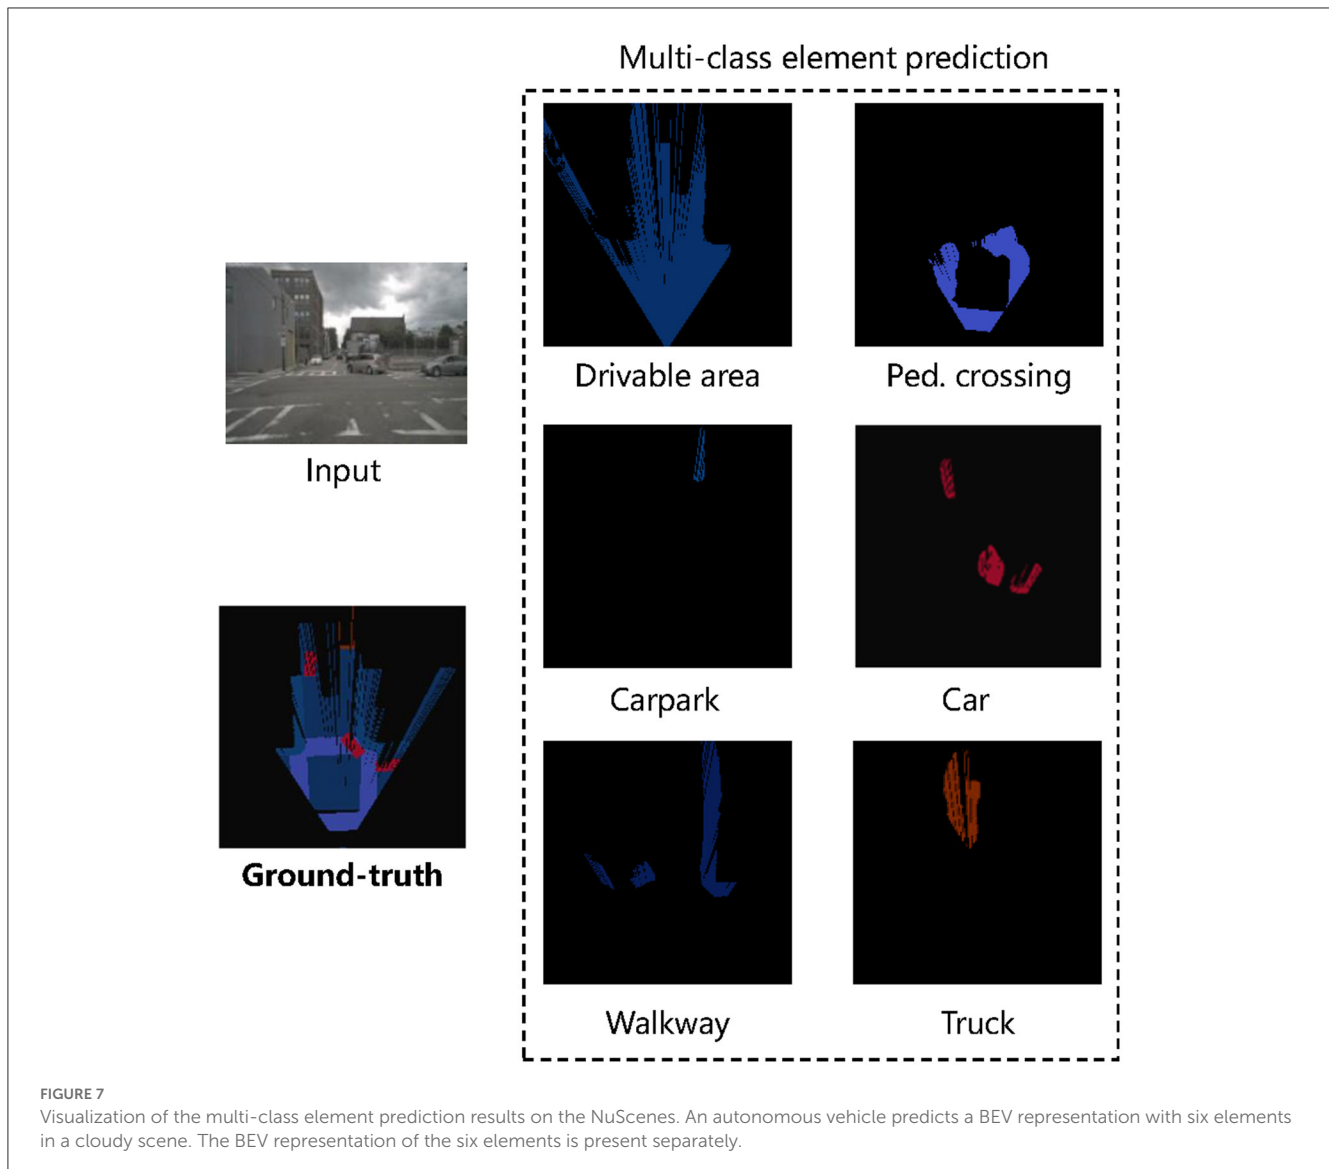 Multi-class element prediction
Drivable area
Ped. crossing
Input
Carpark
Car
Ground-truth
Walkway
Truck
FIGURE 7
Visualization of the multi-class element prediction results on the NuScenes. An autonomous vehicle predicts a BEV representation with six elements
in a cloudy scene. The BEV representation of the six elements is present separately.